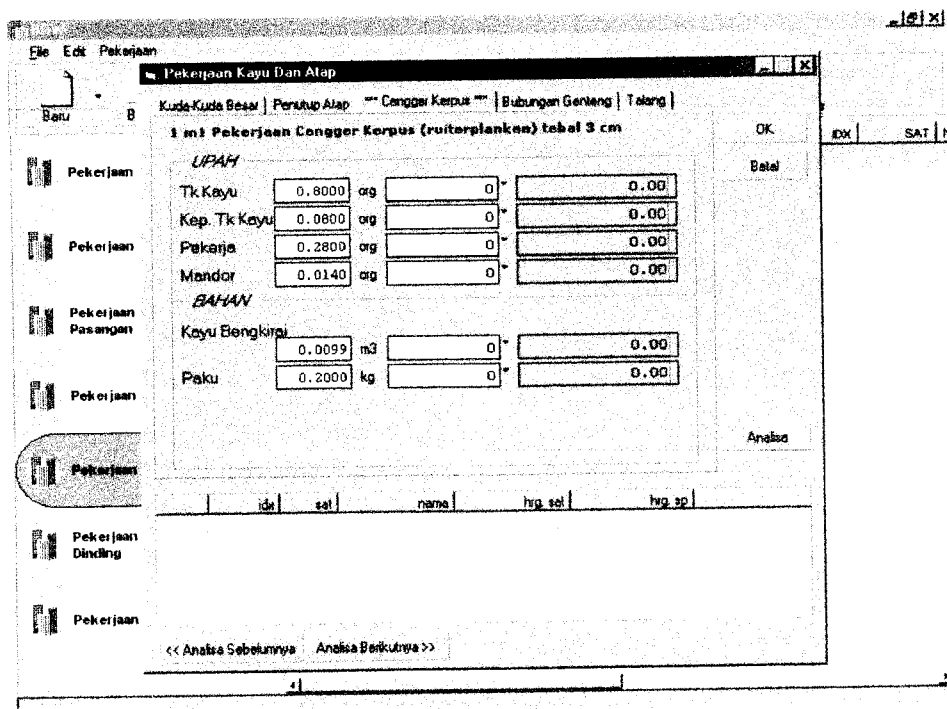 File Edit Pekerjaan
Baru B
Pekerjaan Kayu Dan Atap
Kuda-Kuda Besar Penutup Atap *** Cangger Kerpus *** Bubungan Genteng Talang
1 m1 Pekerjaan Cangger Kerpus (ruiterplanken) tebal 3 cm
OK
Batal
IDX SAT N
UPAH
Tk Kayu 0.8000 org 0 * 0.00
Kep. Tk Kayu 0.0800 org 0 * 0.00
Pekerja 0.2800 org 0 * 0.00
Mandor 0.0140 org 0 * 0.00
BAHAN
Kayu Bengkirai
0.0099 m3 0 * 0.00
Paku 0.2000 kg 0 * 0.00
Analisa
Pekerjaan
Pekerjaan
Pekerjaan
Pasangan
Pekerjaan
Pekerjaan
Pekerjaan
Dinding
Pekerjaan
idx sat nama hrg. sat hrg. ap
<< Analisa Sebelumnya Analisa Berikutnya >>